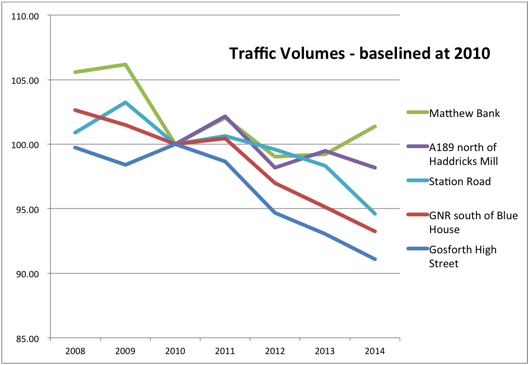 Traffic Volumes - baselined at 2010
110.00
105.00
100.00
95.00
90.00
85.00
2008 2009 2010 2011 2012 2013 2014
Matthew Bank
A189 north of
Haddricks Mill
Station Road
GNR south of Blue
House
Gosforth High
Street